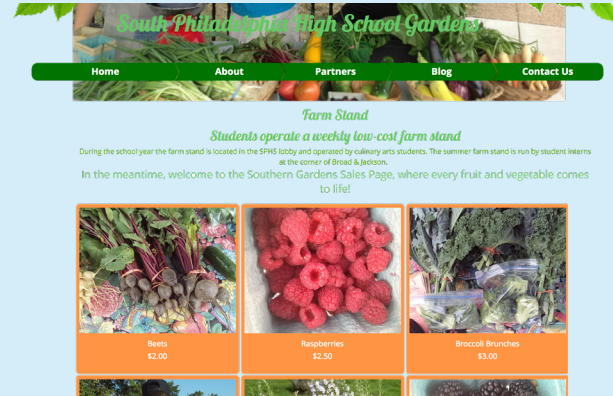 South Philadelphia High School Gardens
Home About Partners Blog Contact Us
Farm Stand
Students operate a weekly low-cost farm stand
During the school year the farm stand is located in the SPHS lobby and operated by culinary arts students. The summer farm stand is run by student interns
at the corner of Broad & Jackson.
In the meantime, welcome to the Southern Gardens Sales Page, where every fruit and vegetable comes
to life!
Beets Raspberries Broccoli Brunches
$2.00 $2.50 $3.00